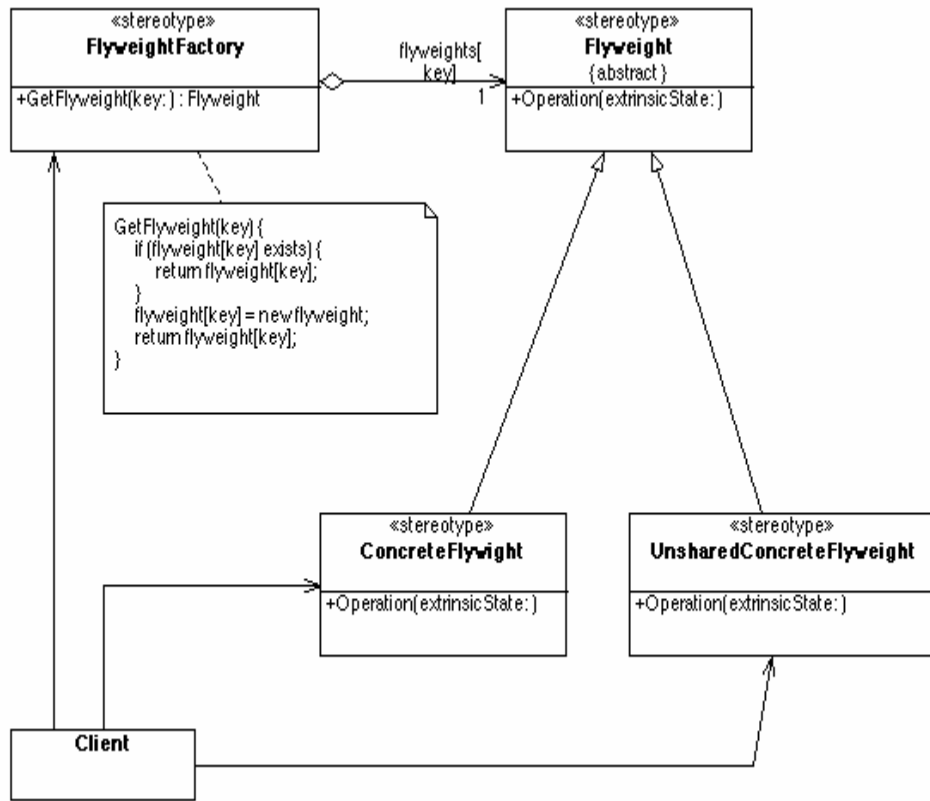 «stereotype»
FlyweightFactory
+GetFlyweight(key: ) : Flyweight
flyweights[
key]
1
«stereotype»
Flyweight
{abstract }
+Operation(extrinsicState: )
GetFlyweight(key) {
if (flyweight[key] exists) {
return flyweight[key];
}
flyweight[key] = new flyweight;
return flyweight[key];
}
«stereotype»
ConcreteFlywight
+Operation(extrinsicState: )
«stereotype»
UnsharedConcreteFlyweight
+Operation(extrinsicState: )
Client